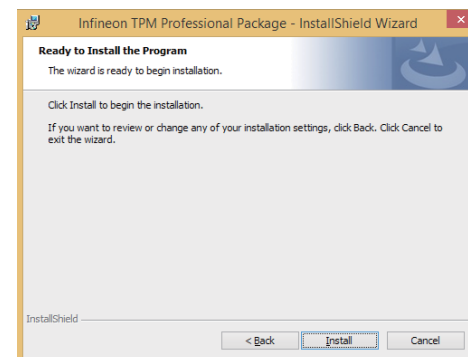 Infineon TPM Professional Package - InstallShield Wizard
Ready to Install the Program
The wizard is ready to begin installation.
Click Install to begin the installation.
If you want to review or change any of your installation settings, click Back. Click Cancel to
exit the wizard.
InstallShield
< Back
Install
Cancel